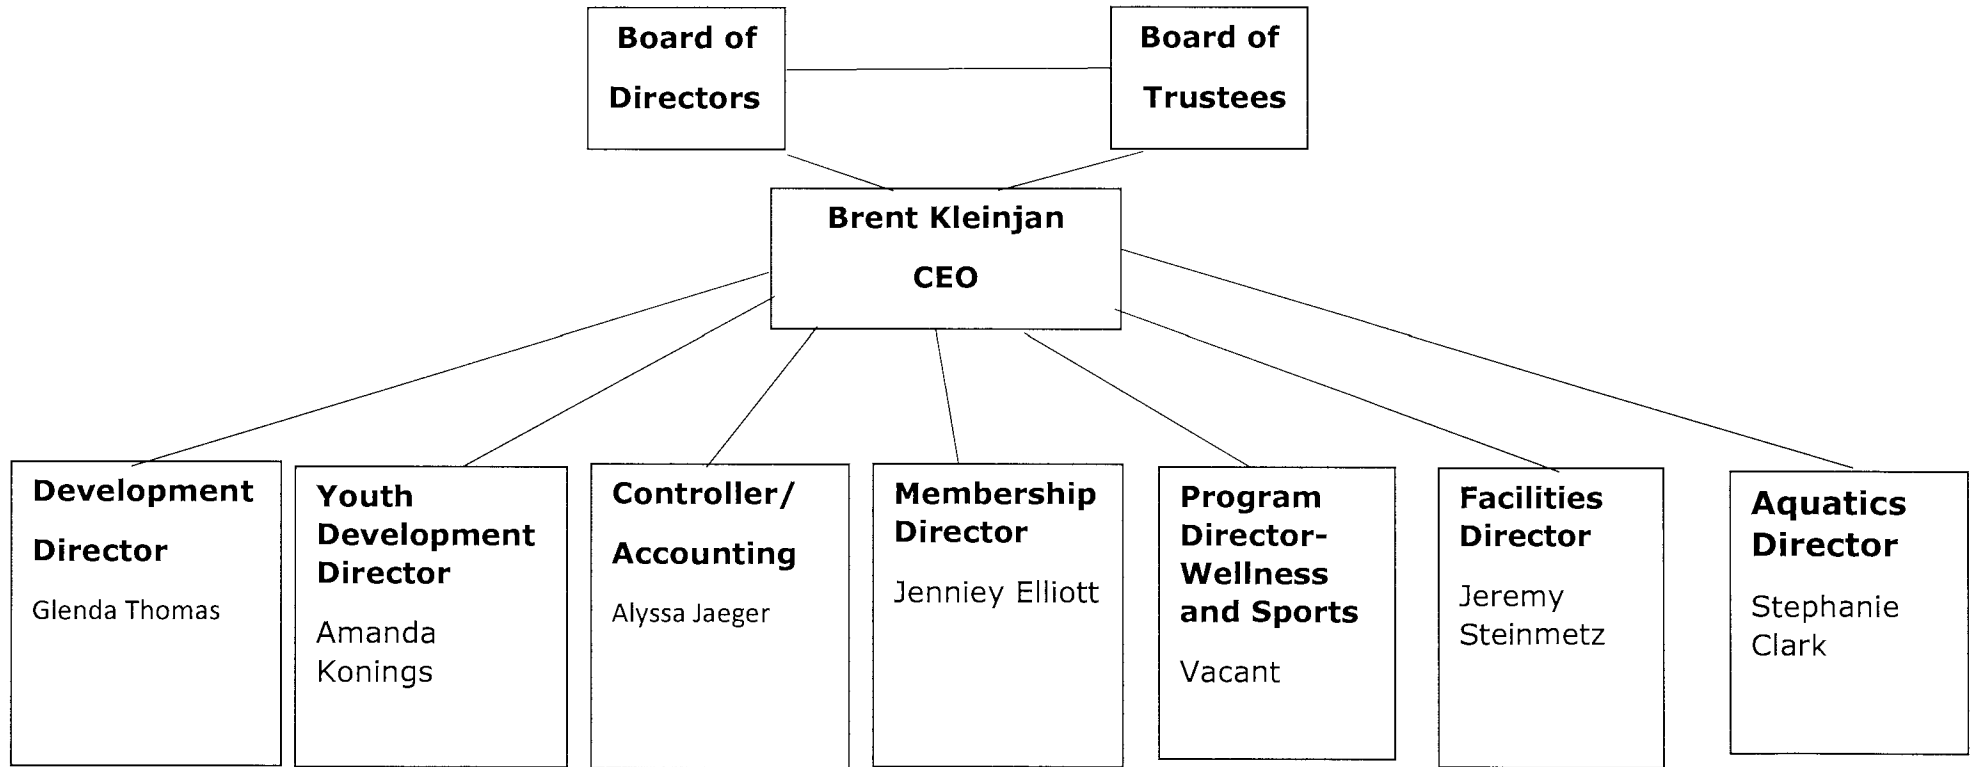 Board of
Directors
Board of
Trustees
Brent Kleinjan
CEO
Development
Director
Glenda Thomas
Youth
Development
Director
Amanda
Konings
Controller/
Accounting
Alyssa Jaeger
Membership
Director
Jenniey Elliott
Program
Director-
Wellness
and Sports
Vacant
Facilities
Director
Jeremy
Steinmetz
Aquatics
Director
Stephanie
Clark